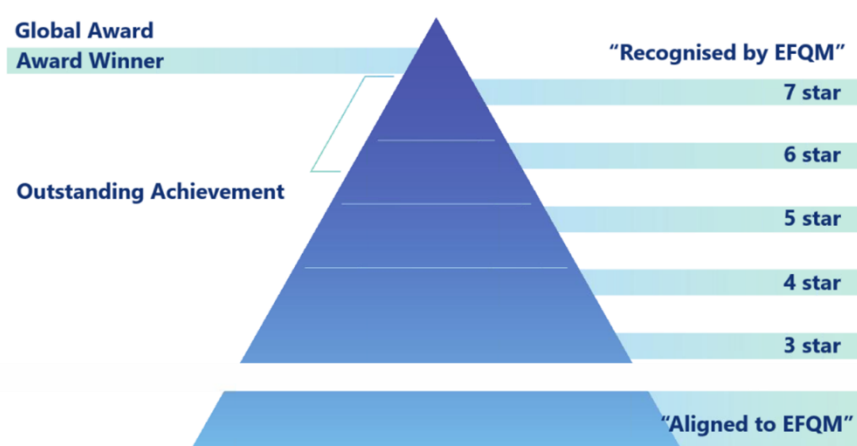 Global Award
Award Winner
“Recognised by EFQM”
7 star
6 star
Outstanding Achievement
5 star
4 star
3 star
“Aligned to EFQM”